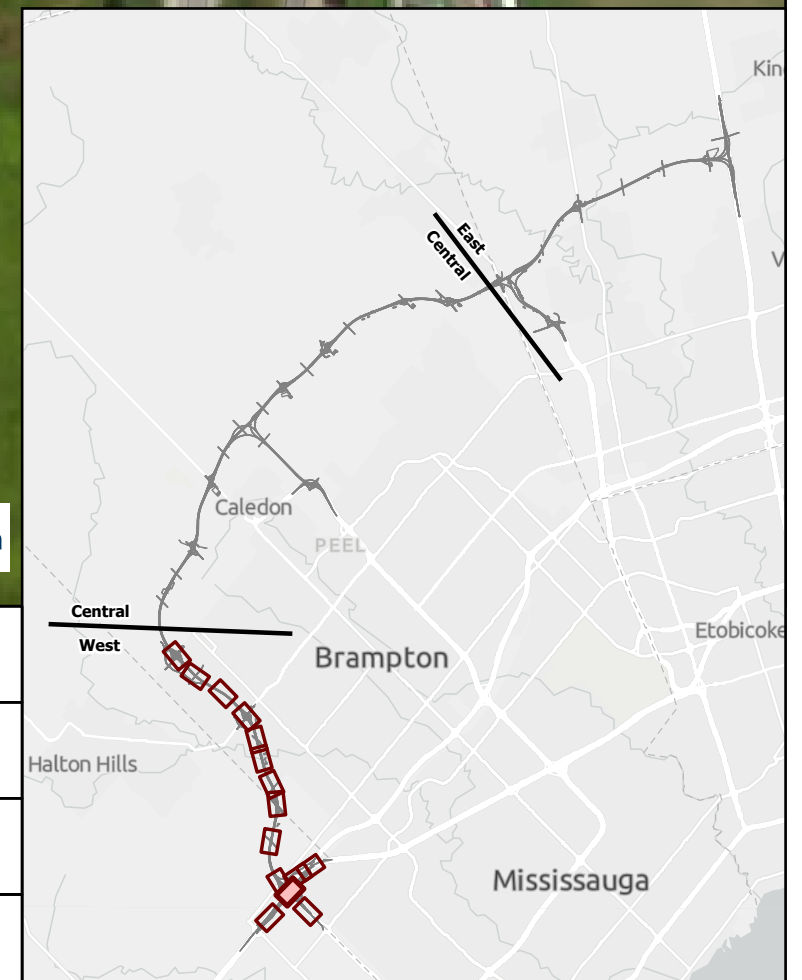 Kin
East
Central
V
Caledon
PEEL
Central
West
Etobicoke
Brampton
Halton Hills
Mississauga